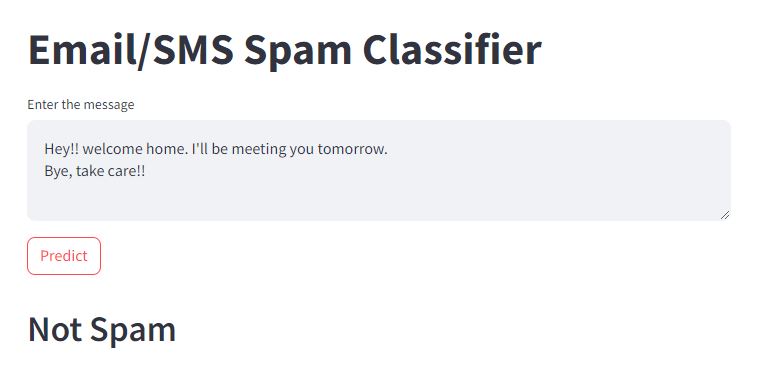 Email/SMS Spam Classifier
Enter the message
Hey!! welcome home. I'll be meeting you tomorrow.
Bye, take care!!
Predict
Not Spam